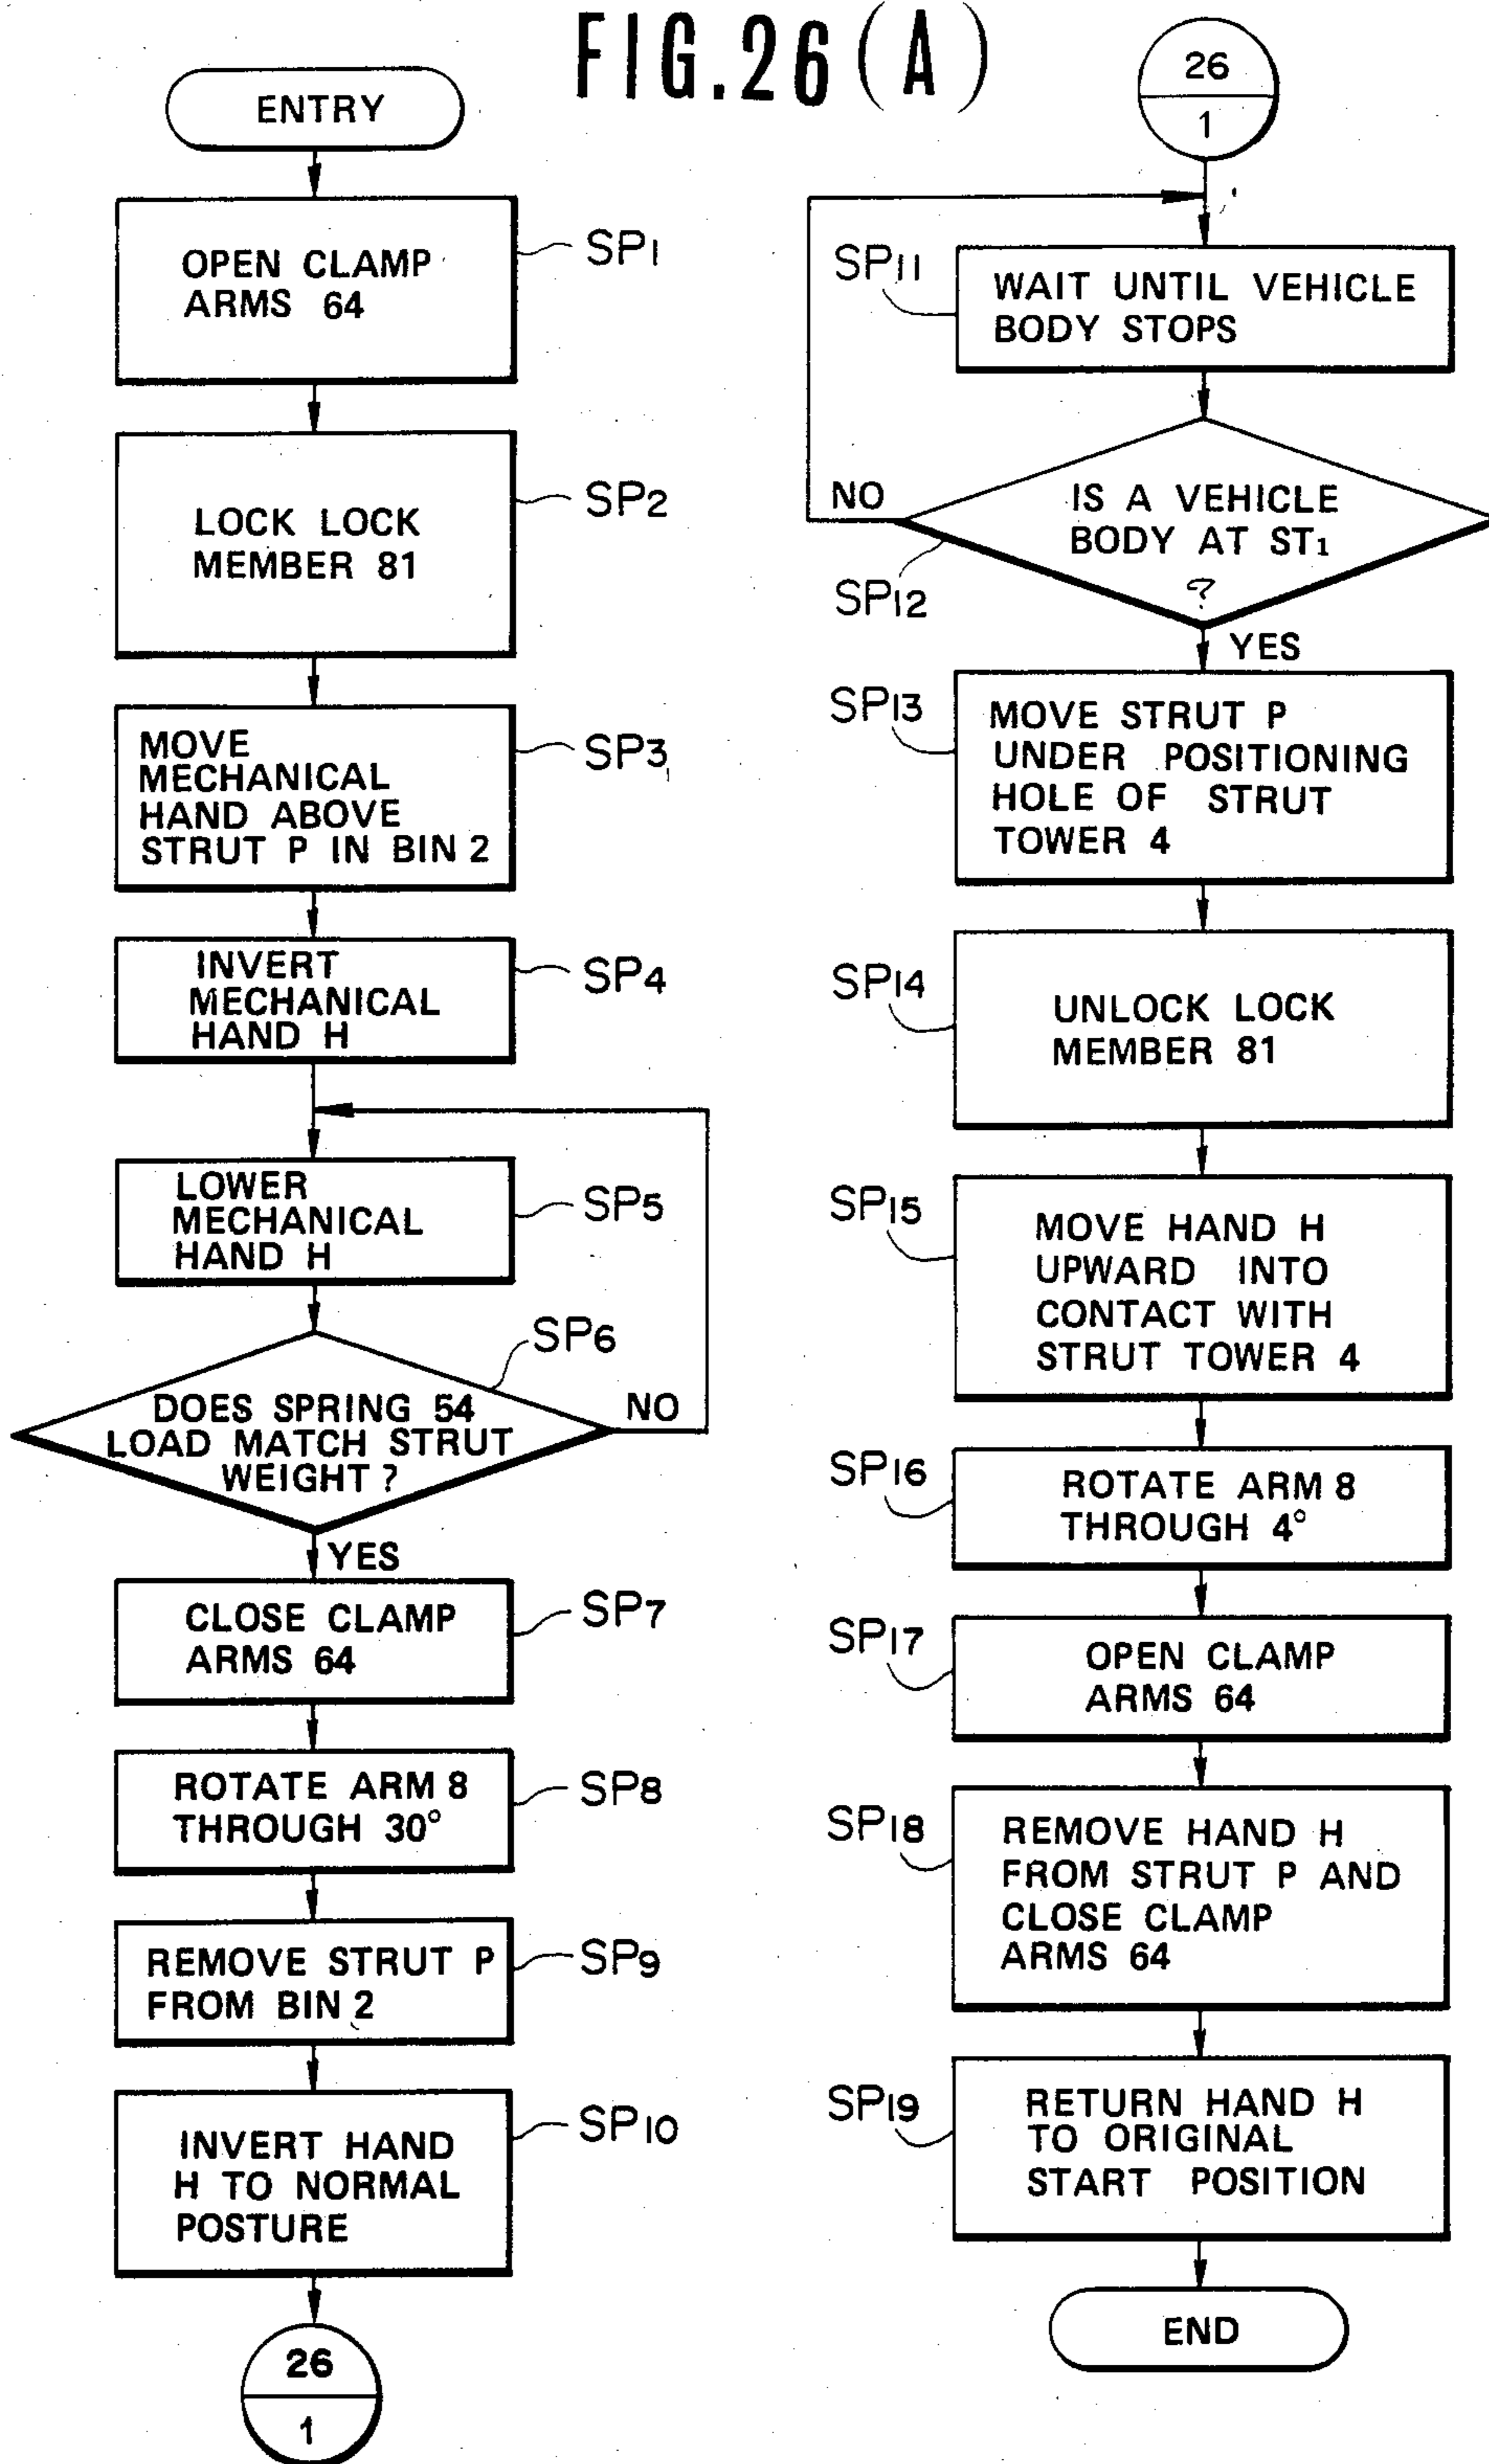 FIG.26(A)
ENTRY
OPEN CLAMP
ARMS 64
SP1
LOCK LOCK
MEMBER 81
SP2
MOVE
MECHANICAL
HAND ABOVE
STRUT P IN BIN 2
SP3
INVERT
MECHANICAL
HAND H
SP4
LOWER
MECHANICAL
HAND H
SP5
SP6
DOES SPRING 54
LOAD MATCH STRUT
WEIGHT?
NO
YES
CLOSE CLAMP
ARMS 64
SP7
ROTATE ARM 8
THROUGH 30°
SP8
REMOVE STRUT P
FROM BIN 2
SP9
INVERT HAND
H TO NORMAL
POSTURE
SP10
26
1
26
1
SP11
WAIT UNTIL VEHICLE
BODY STOPS
NO
IS A VEHICLE
BODY AT ST1
?
SP12
YES
SP13
MOVE STRUT P
UNDER POSITIONING
HOLE OF STRUT
TOWER 4
SP14
UNLOCK LOCK
MEMBER 81
SP15
MOVE HAND H
UPWARD INTO
CONTACT WITH
STRUT TOWER 4
SP16
ROTATE ARM 8
THROUGH 4°
SP17
OPEN CLAMP
ARMS 64
SP18
REMOVE HAND H
FROM STRUT P AND
CLOSE CLAMP
ARMS 64
SP19
RETURN HAND H
TO ORIGINAL
START POSITION
END